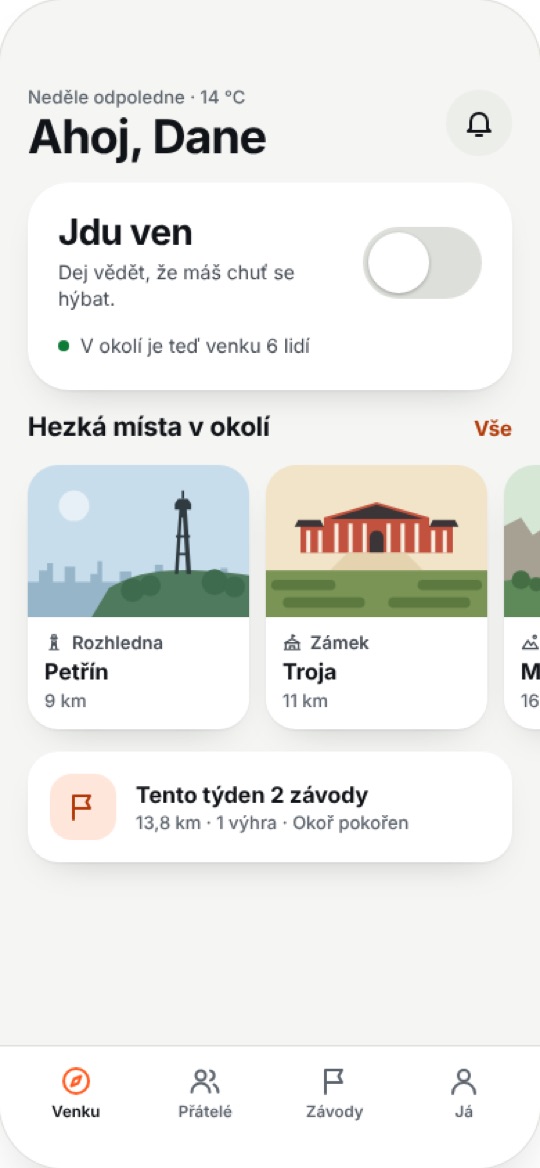 Neděle odpoledne · 14 °C
Ahoj, Dane
Jdu ven
Dej vědět, že máš chuť se
hýbat.
V okolí je teď venku 6 lidí
Hezká místa v okolí
Vše
Rozhledna
Petřín
9 km
Zámek
Troja
11 km
M
16
Tento týden 2 závody
13,8 km · 1 výhra · Okoř pokořen
Venku
Přátelé
Závody
Já